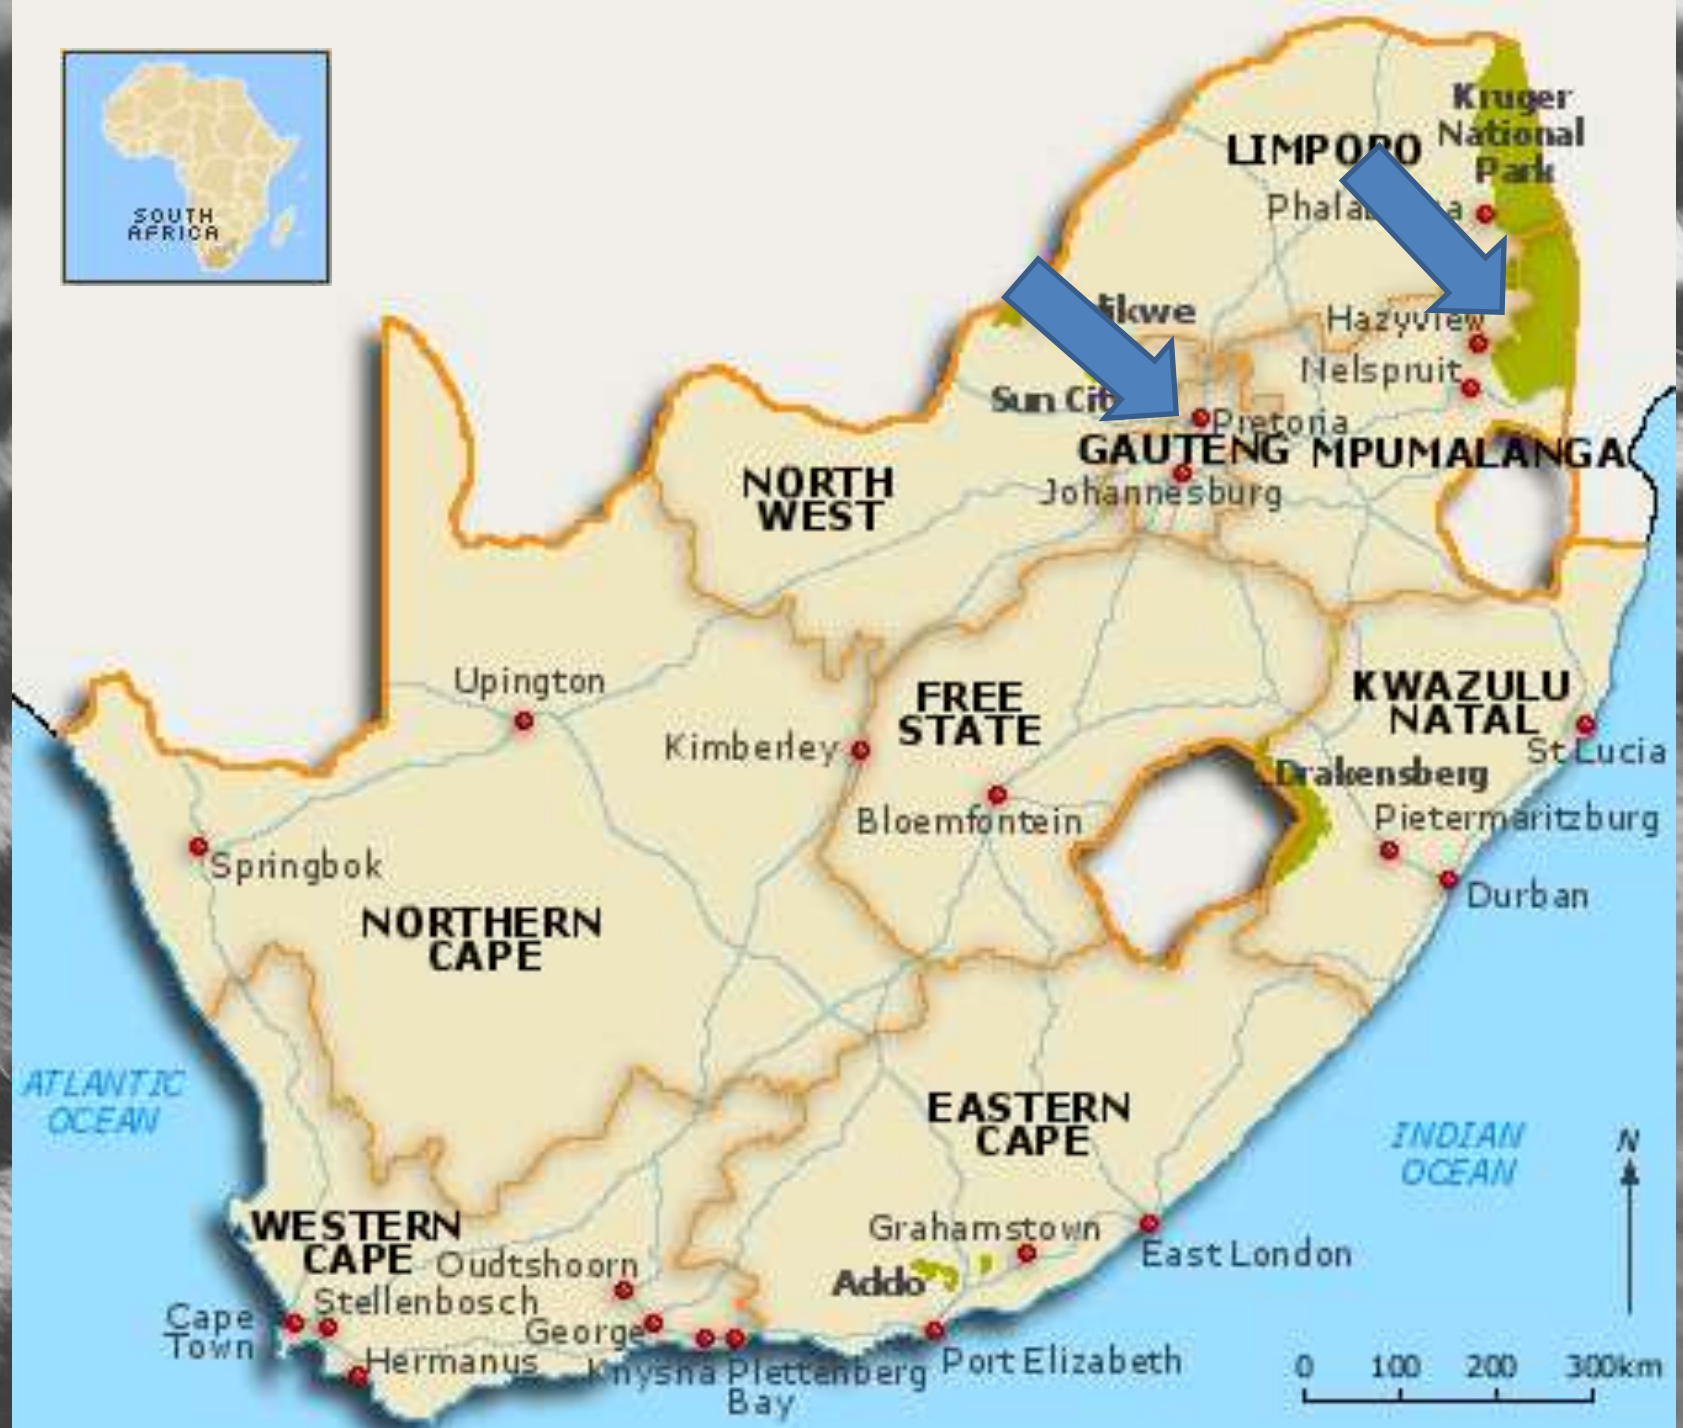 SOUTH
AFRICA
Kruger
National
Park
LIMPOPO
Hazyview
Nelspruit
Sun
Pretoria
GAUTENG
MPUMALANGA
Johannesburg
NORTH
WEST
Upington
Kimberley
FREE
STATE
KWAZULU
NATAL
St Lucia
Drakensberg
Bloemfontein
Pietermaritzburg
Durban
Springbok
NORTHERN
CAPE
ATLANTIC
OCEAN
EASTERN
CAPE
INDIAN
OCEAN
N
WESTERN
CAPE
Oudtshoorn
Grahamstown
East London
Addo
Stellenbosch
Cape
Town
George
Hermanus
Knysna
Plettenberg
Bay
Port Elizabeth
0 100 200 300km